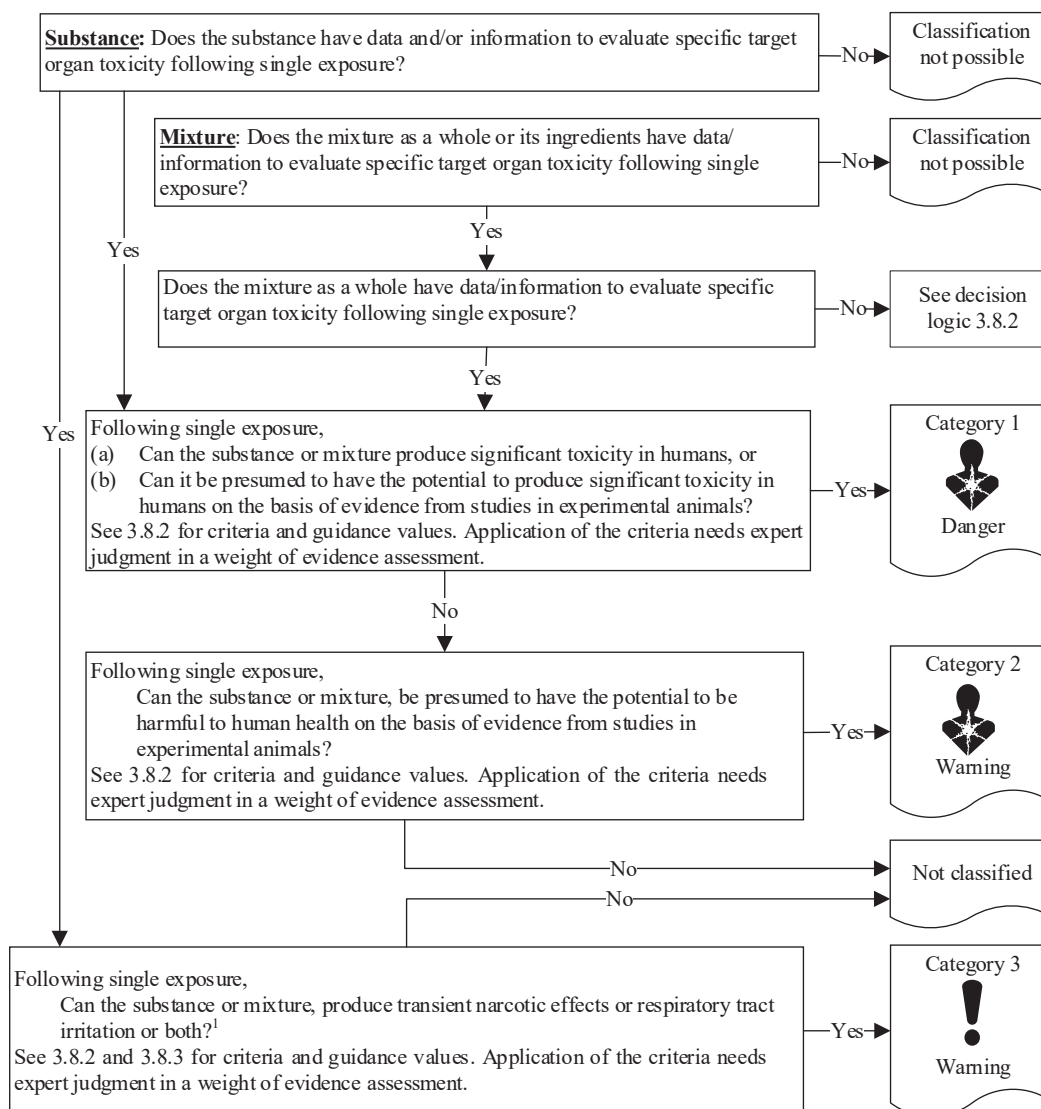 Substance: Does the substance have data and/or information to evaluate specific target
organ toxicity following single exposure?
No
Classification
not possible
Mixture: Does the mixture as a whole or its ingredients have data/
information to evaluate specific target organ toxicity following single
exposure?
No
Classification
not possible
Yes
Yes
Does the mixture as a whole have data/information to evaluate specific
target organ toxicity following single exposure?
No
See decision
logic 3.8.2
Yes
Yes
Following single exposure,
(a) Can the substance or mixture produce significant toxicity in humans, or
(b) Can it be presumed to have the potential to produce significant toxicity in
humans on the basis of evidence from studies in experimental animals?
See 3.8.2 for criteria and guidance values. Application of the criteria needs expert
judgment in a weight of evidence assessment.
Yes
Category 1
Danger
No
Following single exposure,
Can the substance or mixture, be presumed to have the potential to be
harmful to human health on the basis of evidence from studies in
experimental animals?
See 3.8.2 for criteria and guidance values. Application of the criteria needs
expert judgment in a weight of evidence assessment.
Yes
Category 2
Warning
No
Not classified
No
Following single exposure,
Can the substance or mixture, produce transient narcotic effects or respiratory tract
irritation or both?1
See 3.8.2 and 3.8.3 for criteria and guidance values. Application of the criteria needs
expert judgment in a weight of evidence assessment.
Yes
Category 3
Warning